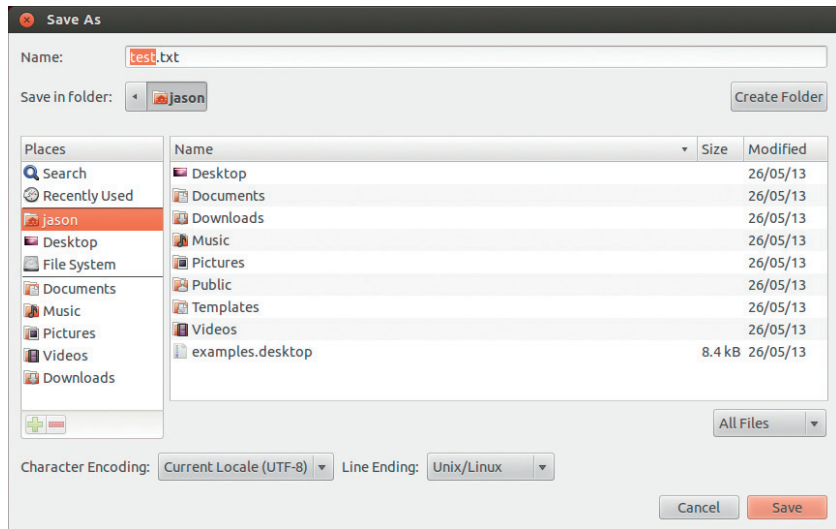 Save As
Name: test.txt
Save in folder: jason Create Folder
Places
Search
Recently Used
jason
Desktop
File System
Documents
Music
Pictures
Videos
Downloads
Name Size Modified
Desktop 26/05/13
Documents 26/05/13
Downloads 26/05/13
Music 26/05/13
Pictures 26/05/13
Public 26/05/13
Templates 26/05/13
Videos 26/05/13
examples.desktop 8.4 kB 26/05/13
All Files
Character Encoding: Current Locale (UTF-8) Line Ending: Unix/Linux
Cancel Save